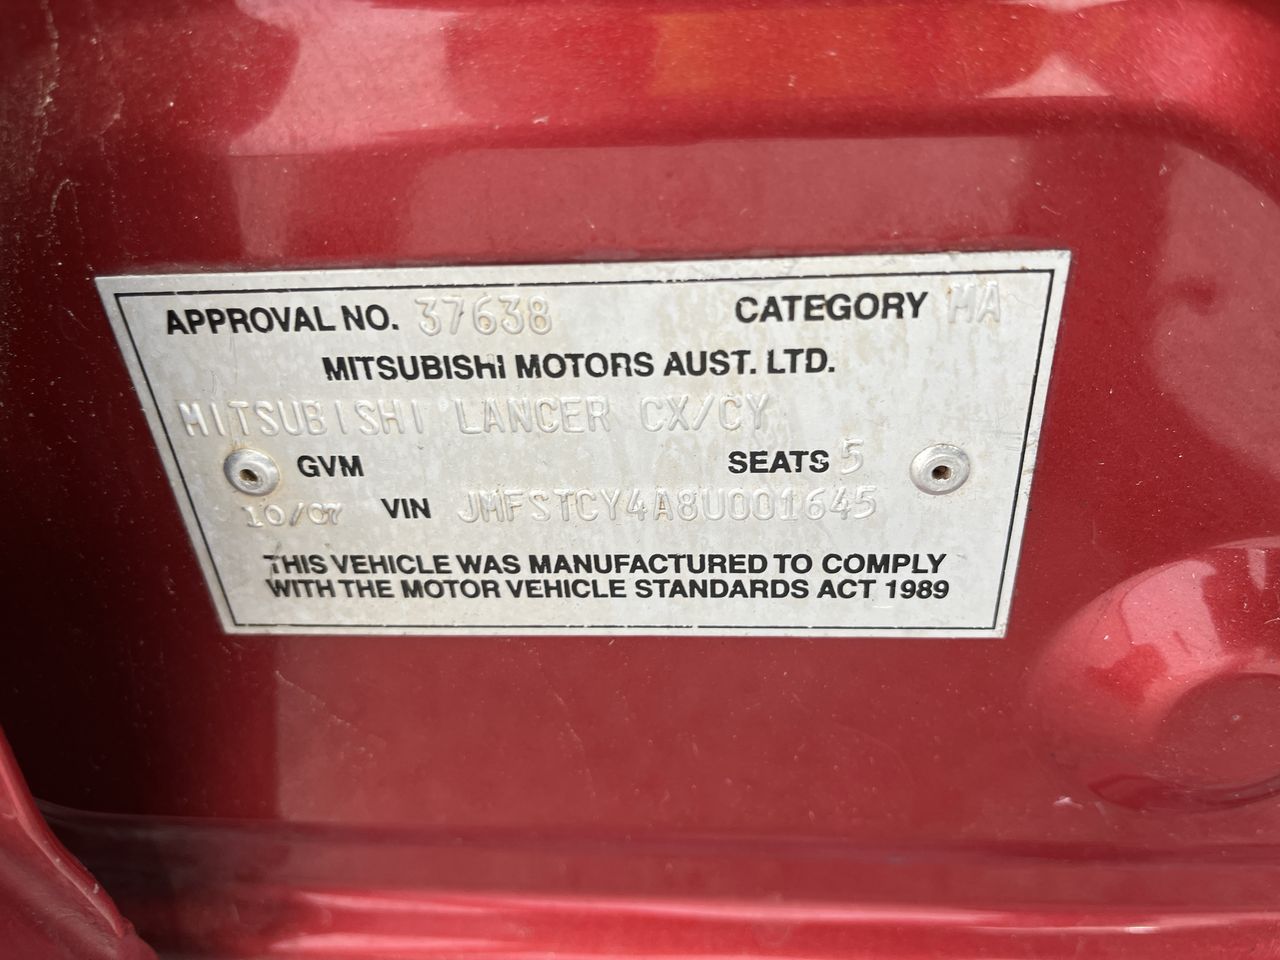 APPROVAL NO. 37638 CATEGORY MA
MITSUBISHI MOTORS AUST. LTD.
MITSUBISHI LANCER CX/CY
GVM SEATS 5
10/07 VIN JMFSTCY4A8U001645
THIS VEHICLE WAS MANUFACTURED TO COMPLY
WITH THE MOTOR VEHICLE STANDARDS ACT 1989